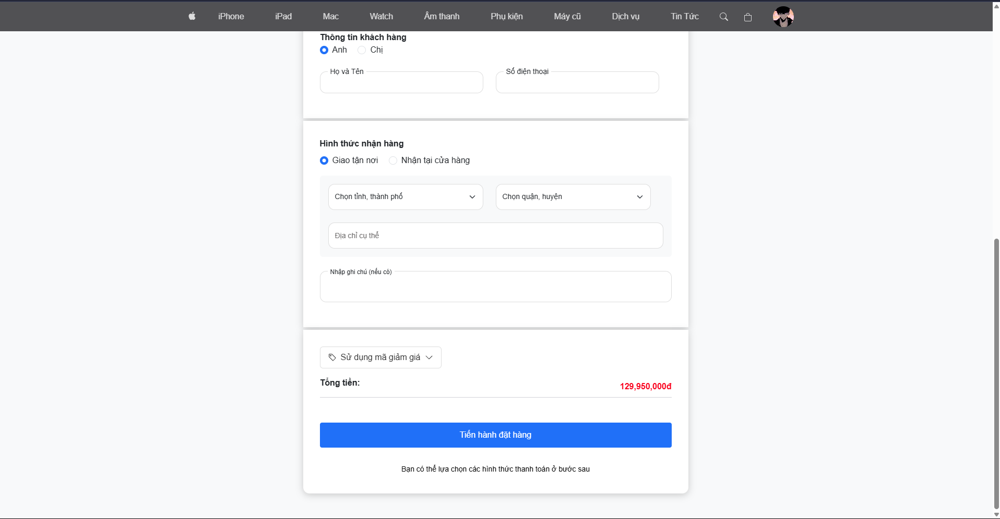 iPhone iPad Mac Watch Âm thanh Phụ kiện Máy cũ Dịch vụ Tin Tức
Thông tin khách hàng
Anh Chị
Họ và Tên Số điện thoại
Hình thức nhận hàng
Giao tận nơi Nhận tại cửa hàng
Chọn tỉnh, thành phố Chọn quận, huyện
Địa chỉ cụ thể
Nhập ghi chú (nếu có)
Sử dụng mã giảm giá
Tổng tiền: 129,950,000đ
Tiến hành đặt hàng
Bạn có thể lựa chọn các hình thức thanh toán ở bước sau